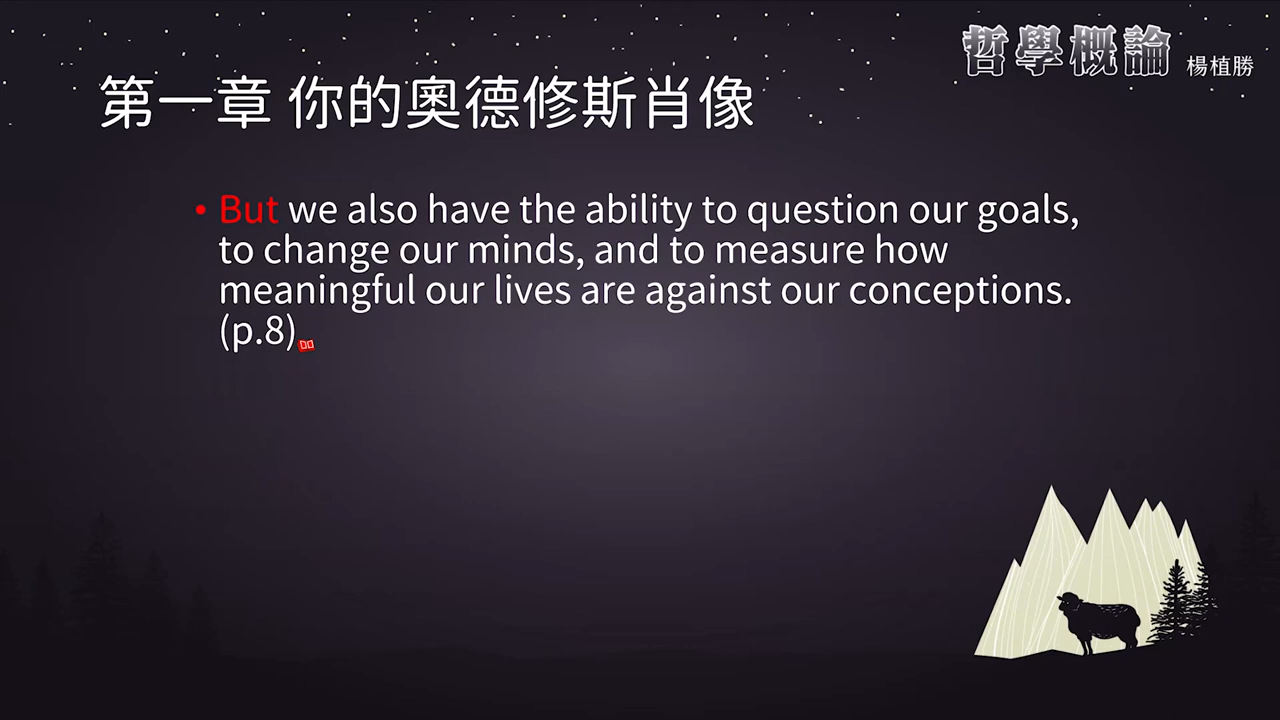 哲學概論 楊植勝
第一章 你的奧德修斯肖像
• But we also have the ability to question our goals,
to change our minds, and to measure how
meaningful our lives are against our conceptions.
(p.8)